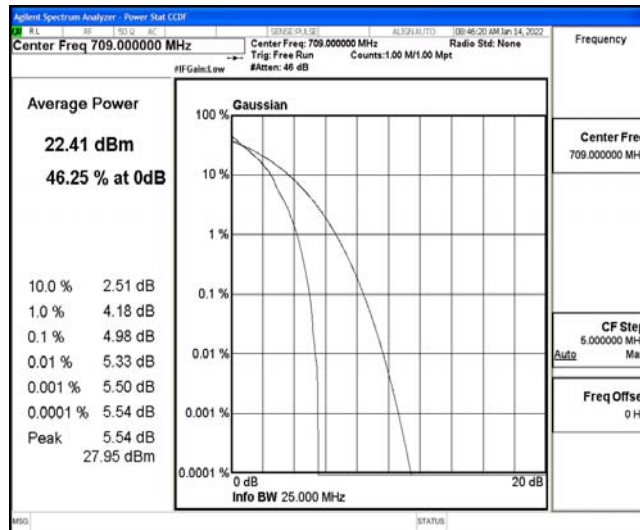 Agilent Spectrum Analyzer - Power Stat CCDF
RL RF 50 Ω AC SENSE:PULSE ALIGN AUTO 08:46:20 AM Jan 14, 2022
Center Freq 709.000000 MHz
Center Freq: 709.000000 MHz
Radio Std: None
Trig: Free Run
Counts:1.00 M/1.00 Mpt
#IFGain:Low
#Atten: 46 dB
Frequency
Average Power
22.41 dBm
46.25 % at 0dB
10.0 % 2.51 dB
1.0 % 4.18 dB
0.1 % 4.98 dB
0.01 % 5.33 dB
0.001 % 5.50 dB
0.0001 % 5.54 dB
Peak 5.54 dB
27.95 dBm
Gaussian
100 %
10 %
1 %
0.1 %
0.01 %
0.001 %
0.0001 %
0 dB
20 dB
Info BW 25.000 MHz
Center Fre
709.000000 MH
CF Step
5.000000 MH
Auto Ma
Freq Offse
0 H
MSG
STATUS